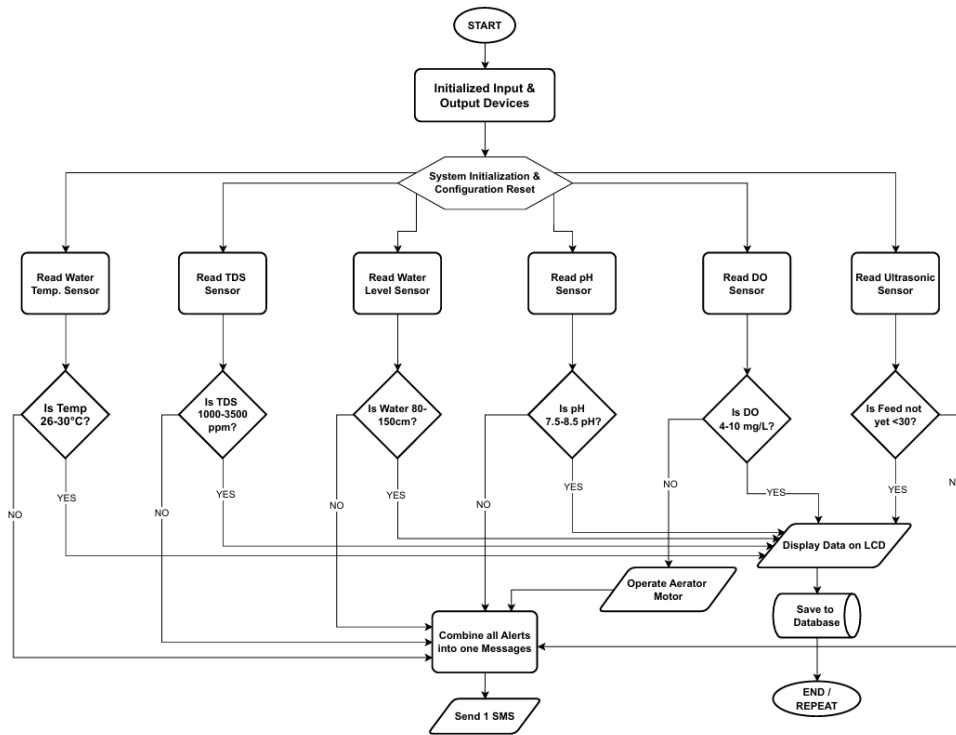 START
Initialized Input &
Output Devices
System Initialization &
Configuration Reset
Read Water
Temp. Sensor
Read TDS
Sensor
Read Water
Level Sensor
Read pH
Sensor
Read DO
Sensor
Read Ultrasonic
Sensor
Is Temp
26-30°C?
Is TDS
1000-3500
ppm?
Is Water 80-
150cm?
Is pH
7.5-8.5 pH?
Is DO
4-10 mg/L?
Is Feed not
yet <30?
NO
YES
NO
YES
NO
YES
NO
YES
NO
YES
YES
Display Data on LCD
Operate Aerator
Motor
Save to
Database
Combine all Alerts
into one Messages
END /
REPEAT
Send 1 SMS